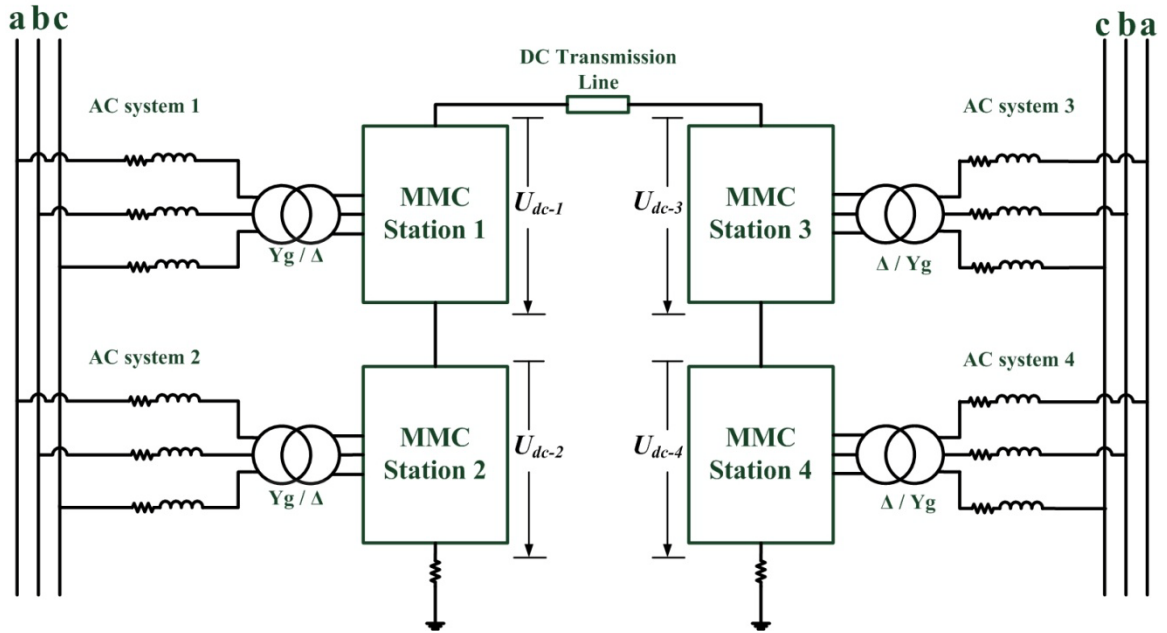 a b c
c b a
DC Transmission
Line
AC system 1
AC system 3
MMC
Station 1
U_dc-1
U_dc-3
MMC
Station 3
Yg / Δ
Δ / Yg
AC system 2
AC system 4
MMC
Station 2
U_dc-2
U_dc-4
MMC
Station 4
Yg / Δ
Δ / Yg